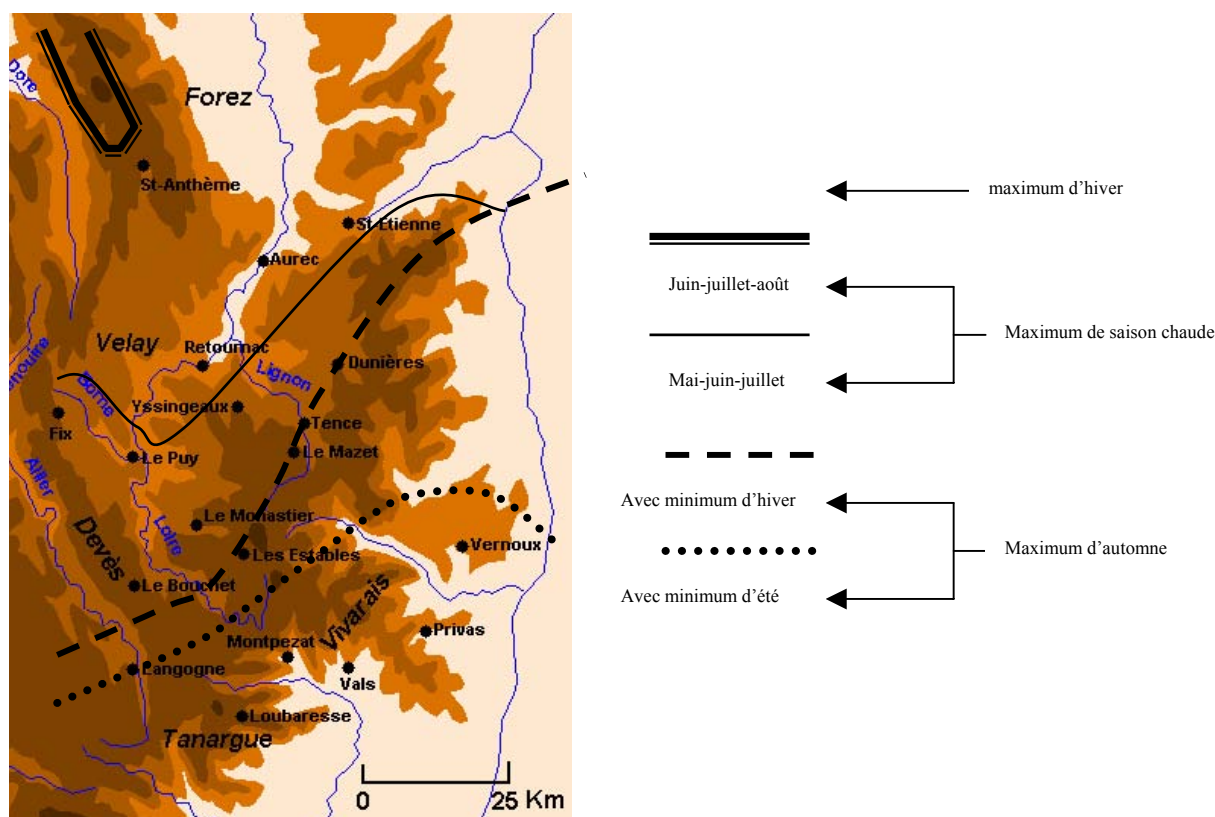 Dore
Forez
St-Anthème
St-Etienne
Aurec
Velay
Retournac
Lignon
Dunières
enouire
Borne
Yssingeaux
Tence
Fix
Le Puy
Le Mazet
Allier
Loire
Le Monastier
Devès
Les Estables
Vernoux
Le Bouchet
Vivarais
Montpezat
Privas
Langogne
Vals
Loubaresse
Tanargue
0 25 Km
maximum d'hiver
Juin-juillet-août
Maximum de saison chaude
Mai-juin-juillet
Avec minimum d'hiver
Maximum d'automne
Avec minimum d'été